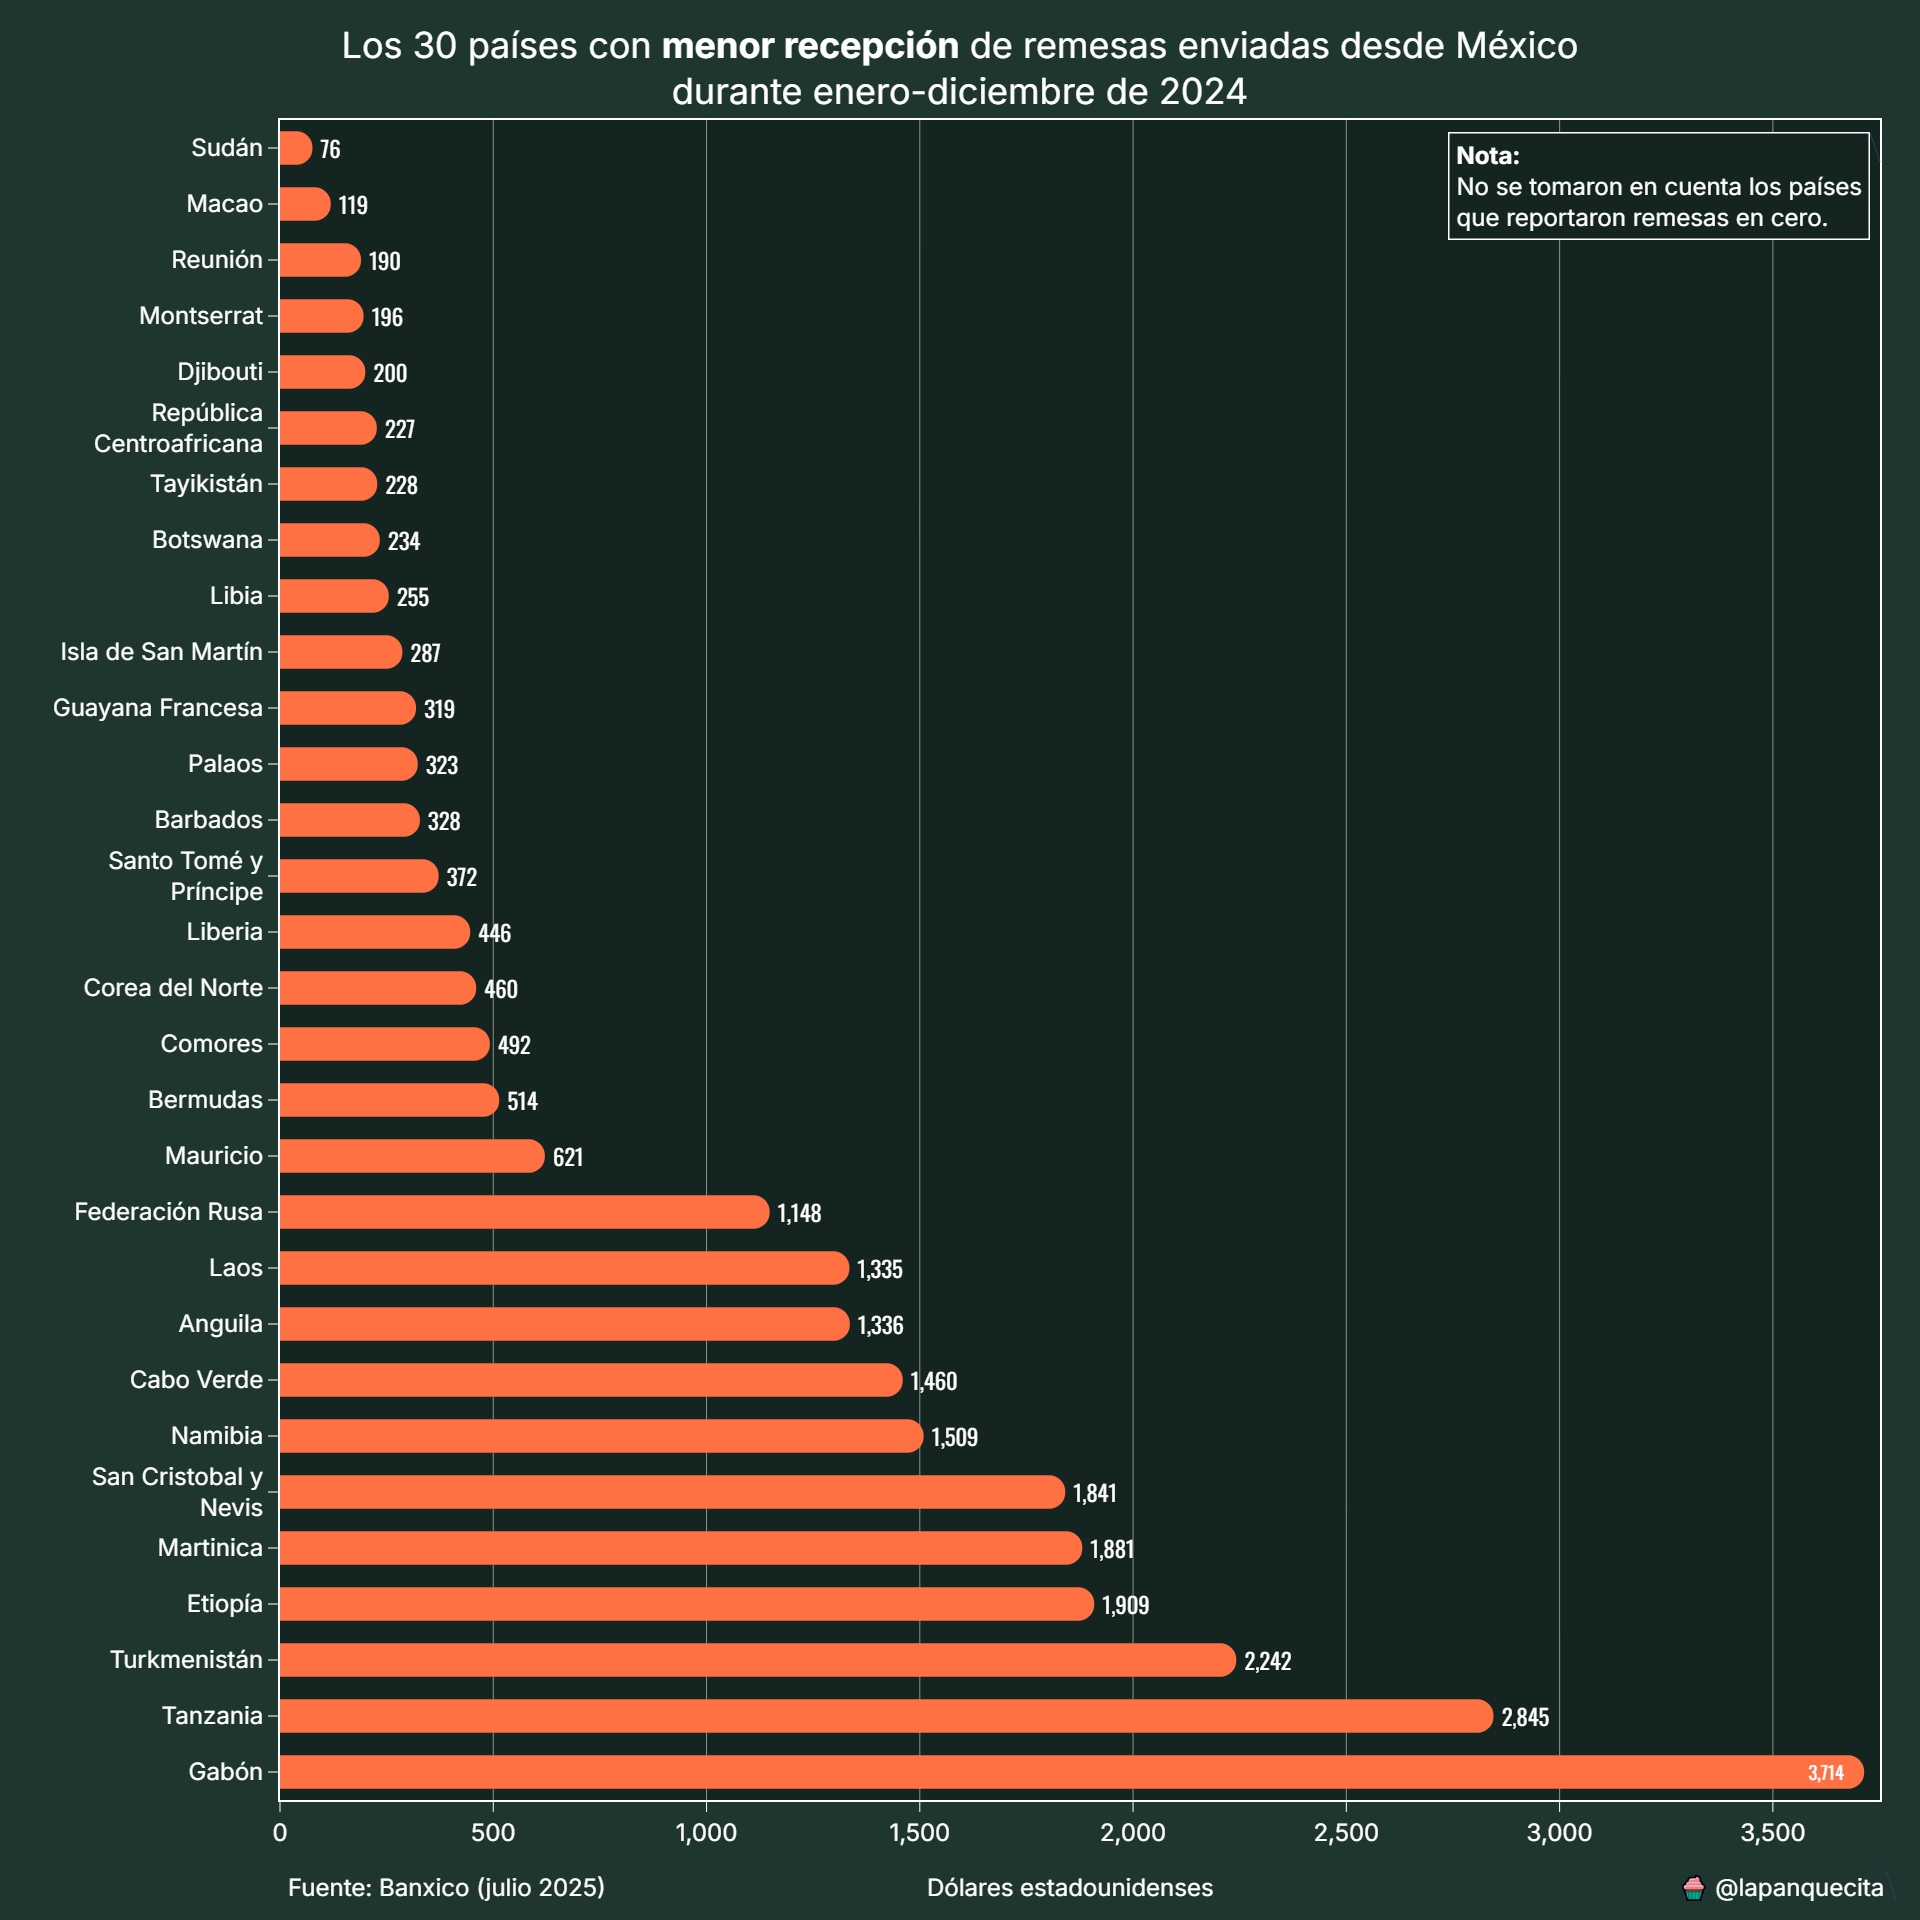 Los 30 países con menor recepción de remesas enviadas desde México
durante enero-diciembre de 2024
Nota:
No se tomaron en cuenta los países
que reportaron remesas en cero.
Sudán 76
Macao 119
Reunión 190
Montserrat 196
Djibouti 200
República
Centroafricana 227
Tayikistán 228
Botswana 234
Libia 255
Isla de San Martín 287
Guayana Francesa 319
Palaos 323
Barbados 328
Santo Tomé y
Príncipe 372
Liberia 446
Corea del Norte 460
Comores 492
Bermudas 514
Mauricio 621
Federación Rusa 1,148
Laos 1,335
Anguila 1,336
Cabo Verde 1,460
Namibia 1,509
San Cristobal y
Nevis 1,841
Martinica 1,881
Etiopía 1,909
Turkmenistán 2,242
Tanzania 2,845
Gabón 3,714
0 500 1,000 1,500 2,000 2,500 3,000 3,500
Fuente: Banxico (julio 2025) Dólares estadounidenses @lapanquecita